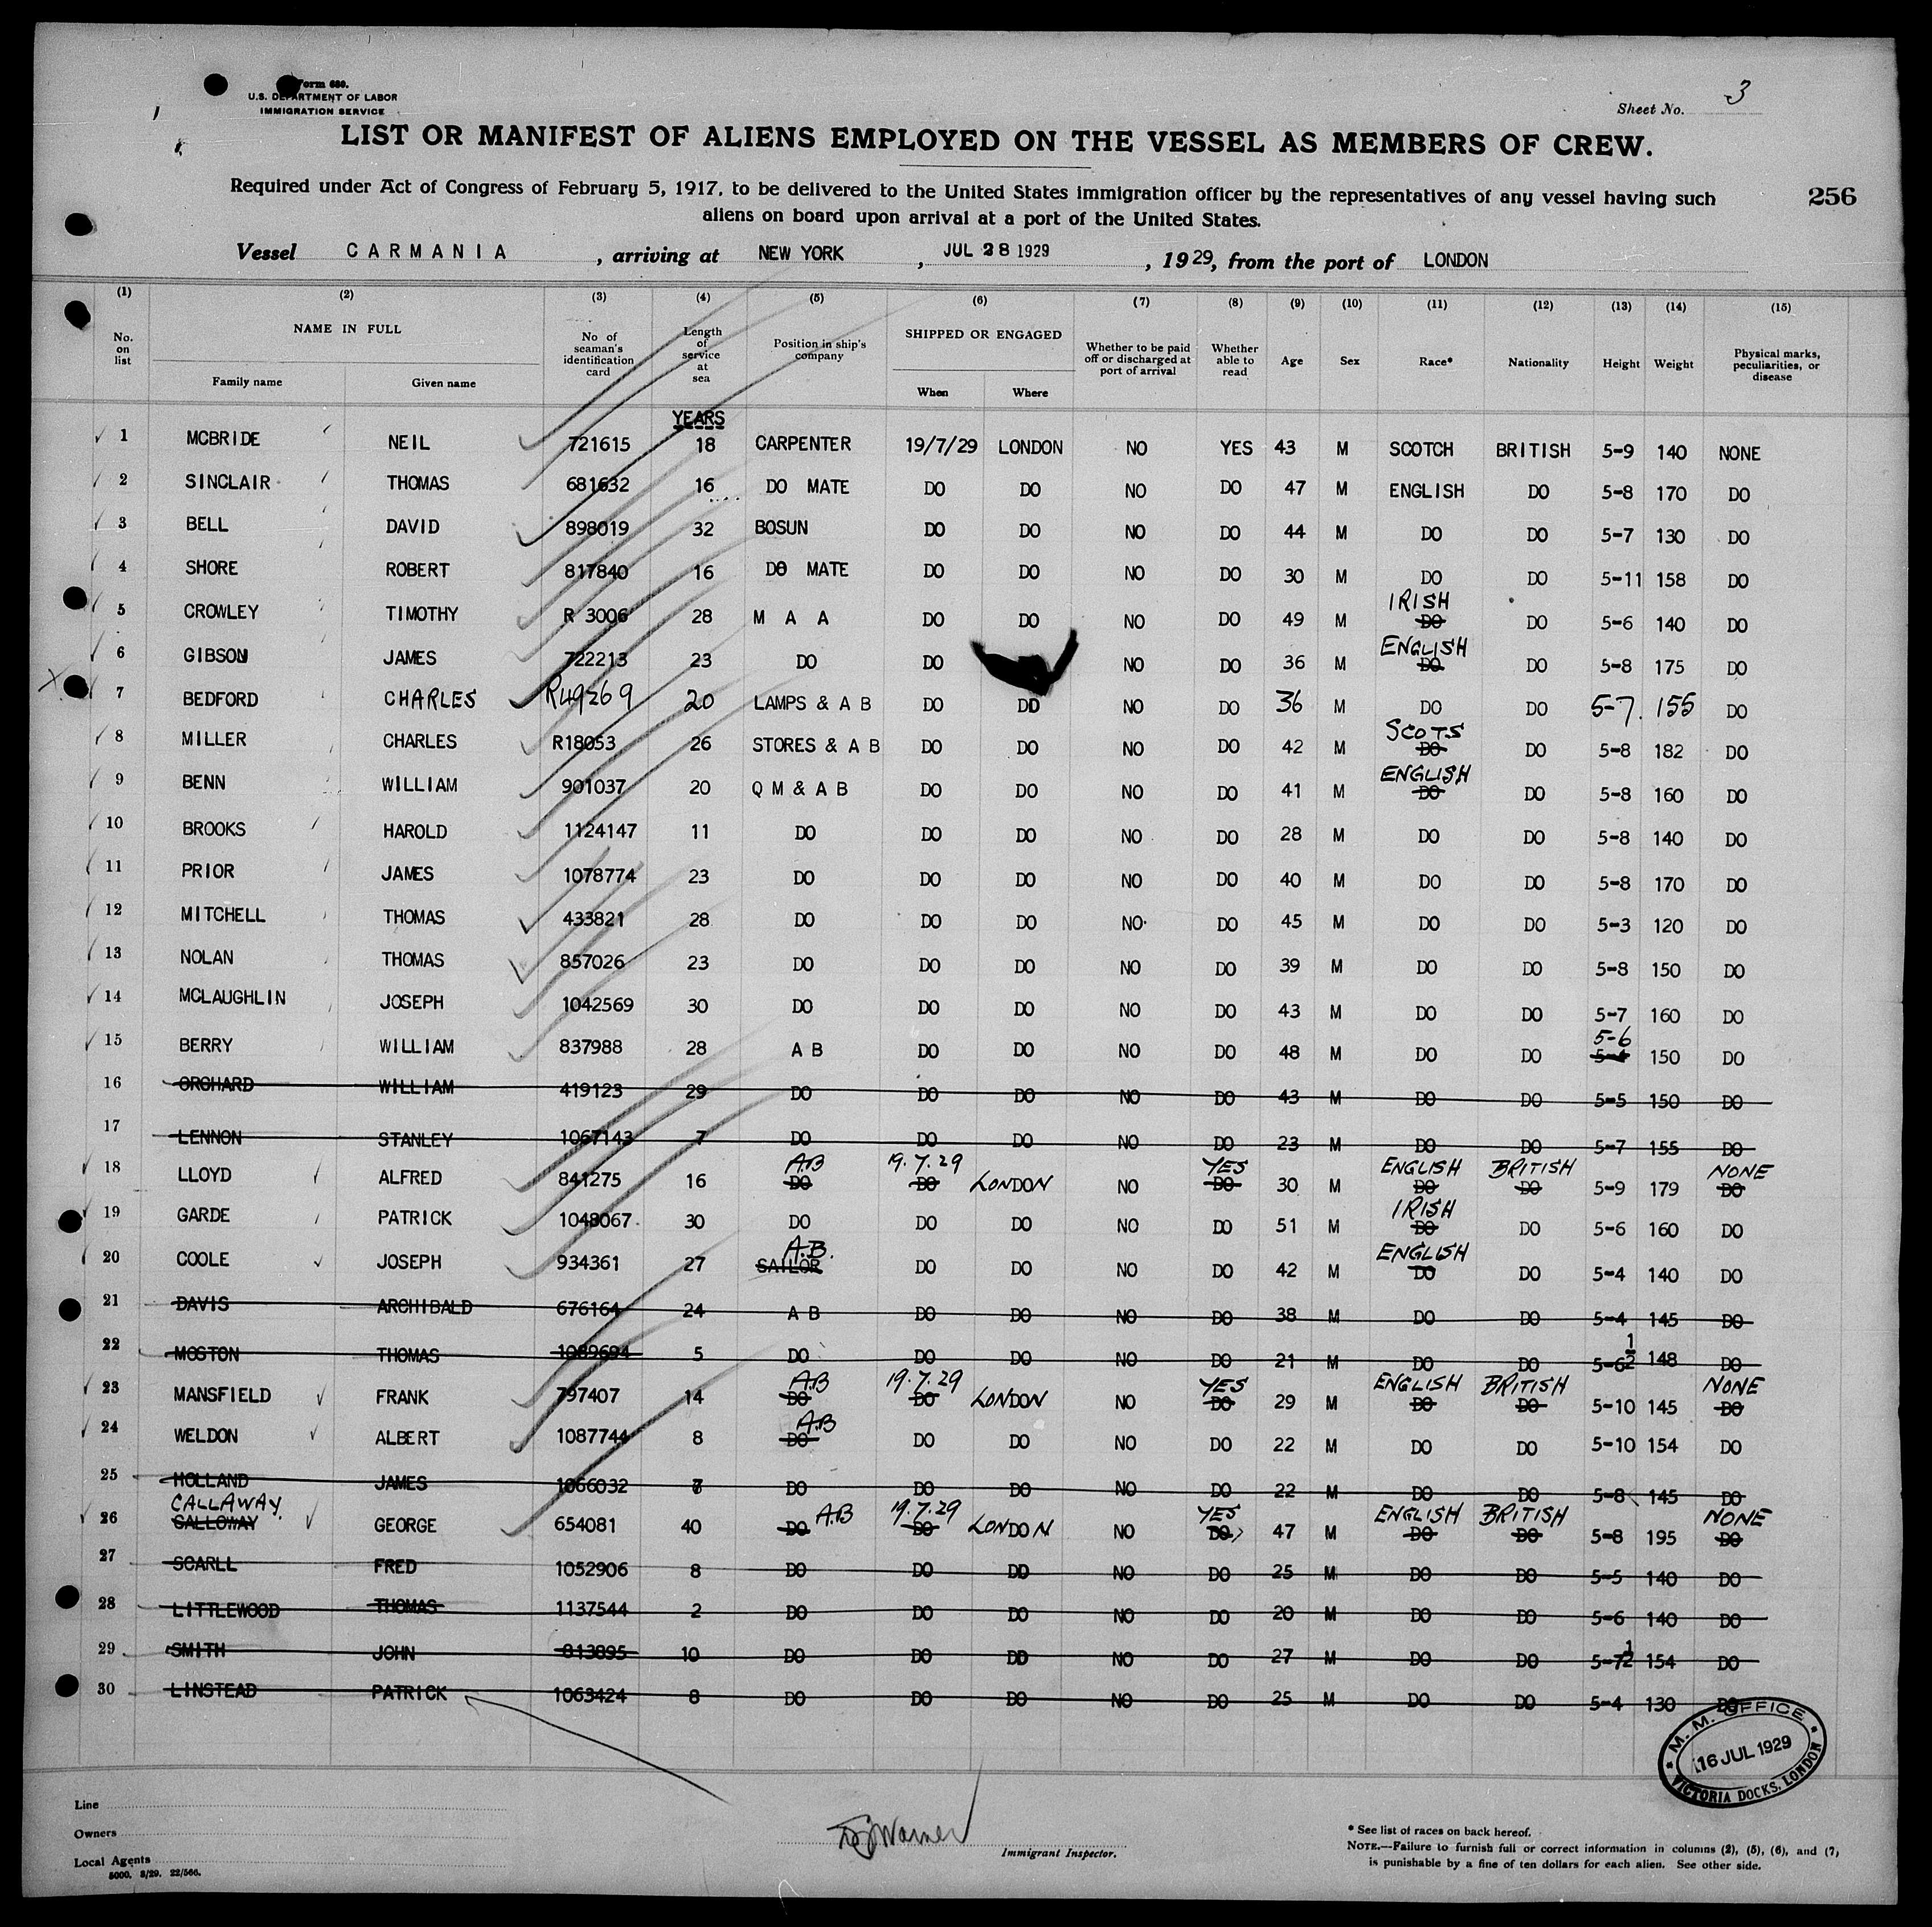 Form 680.
U.S. DEPARTMENT OF LABOR
IMMIGRATION SERVICE
Sheet No. 3
LIST OR MANIFEST OF ALIENS EMPLOYED ON THE VESSEL AS MEMBERS OF CREW.
Required under Act of Congress of February 5, 1917, to be delivered to the United States immigration officer by the representatives of any vessel having such
aliens on board upon arrival at a port of the United States.
256
Vessel CARMANIA, arriving at NEW YORK, JUL 28 1929, 1929, from the port of LONDON
(1) (2) (3) (4) (5) (6) (7) (8) (9) (10) (11) (12) (13) (14) (15)
No. on list NAME IN FULL Family name Given name No of seaman's identification card Length of service at sea Position in ship's company SHIPPED OR ENGAGED When Where Whether to be paid off or discharged at port of arrival Whether able to read Age Sex Race* Nationality Height Weight Physical marks, peculiarities, or disease
YEARS
1 MCBRIDE NEIL 721615 18 CARPENTER 19/7/29 LONDON NO YES 43 M SCOTCH BRITISH 5-9 140 NONE
2 SINCLAIR THOMAS 681632 16 DO MATE DO DO NO DO 47 M ENGLISH DO 5-8 170 DO
3 BELL DAVID 898019 32 BOSUN DO DO NO DO 44 M DO DO 5-7 130 DO
4 SHORE ROBERT 817840 16 DO MATE DO DO NO DO 30 M DO DO 5-11 158 DO
5 CROWLEY TIMOTHY R 3006 28 M A A DO DO NO DO 49 M DO IRISH DO 5-6 140 DO
6 GIBSON JAMES 722213 23 DO DO NO DO 36 M DO ENGLISH DO 5-8 175 DO
7 BEDFORD CHARLES R49269 20 LAMPS & A B DO DO NO DO 36 M DO DO 5-7. 155 DO
8 MILLER CHARLES R18053 26 STORES & A B DO DO NO DO 42 M DO SCOTS DO 5-8 182 DO
9 BENN WILLIAM 901037 20 Q M & A B DO DO NO DO 41 M DO ENGLISH DO 5-8 160 DO
10 BROOKS HAROLD 1124147 11 DO DO DO NO DO 28 M DO DO 5-8 140 DO
11 PRIOR JAMES 1078774 23 DO DO DO NO DO 40 M DO DO 5-8 170 DO
12 MITCHELL THOMAS 433821 28 DO DO DO NO DO 45 M DO DO 5-3 120 DO
13 NOLAN THOMAS 857026 23 DO DO DO NO DO 39 M DO DO 5-8 150 DO
14 MCLAUGHLIN JOSEPH 1042569 30 DO DO DO NO DO 43 M DO DO 5-7 160 DO
15 BERRY WILLIAM 837988 28 A B DO DO NO DO 48 M DO DO 5-4 5-6 150 DO
16 ORCHARD WILLIAM 419123 29 DO DO DO NO DO 43 M DO DO 5-5 150 DO
17 LENNON STANLEY 1067143 7 DO DO DO NO DO 23 M DO DO 5-7 155 DO
18 LLOYD ALFRED 841275 16 DO A.B DO 19.7.29 LONDON NO DO YES 30 M DO ENGLISH DO BRITISH 5-9 179 DO NONE
19 GARDE PATRICK 1048067 30 DO DO DO NO DO 51 M DO IRISH DO 5-6 160 DO
20 COOLE JOSEPH 934361 27 SAILOR A.B. DO DO NO DO 42 M DO ENGLISH DO 5-4 140 DO
21 DAVIS ARCHIBALD 676164 24 A B DO DO NO DO 38 M DO DO 5-4 145 DO
22 MOSTON THOMAS 1089694 5 DO DO DO NO DO 21 M DO DO 5-6½ 148 DO
23 MANSFIELD FRANK 797407 14 DO A.B DO 19.7.29 LONDON NO DO YES 29 M DO ENGLISH DO BRITISH 5-10 145 DO NONE
24 WELDON ALBERT 1087744 8 DO A.B DO DO NO DO 22 M DO DO 5-10 154 DO
25 HOLLAND JAMES 1066032 DO DO DO NO DO 22 M DO DO 5-8 145 DO
26 GALLOWAY CALLAWAY GEORGE 654081 40 DO A.B DO 19.7.29 LONDON NO DO YES 47 M DO ENGLISH DO BRITISH 5-8 195 DO NONE
27 SCARLL FRED 1052906 8 DO DO DO NO DO 25 M DO DO 5-5 140 DO
28 LITTLEWOOD THOMAS 1137544 2 DO DO DO NO DO 20 M DO DO 5-6 140 DO
29 SMITH JOHN 813895 10 DO DO DO NO DO 27 M DO DO 5-7½ 154 DO
30 LINSTEAD PATRICK 1063424 8 DO DO DO NO DO 25 M DO DO 5-4 130 DO
M. M. OFFICE
16 JUL 1929
VICTORIA DOCKS, LONDON
Line
Owners
Local Agents
5000. 3/29. 22/566.
Warner
Immigrant Inspector.
* See list of races on back hereof.
NOTE.—Failure to furnish full or correct information in columns (2), (5), (6), and (7)
is punishable by a fine of ten dollars for each alien. See other side.